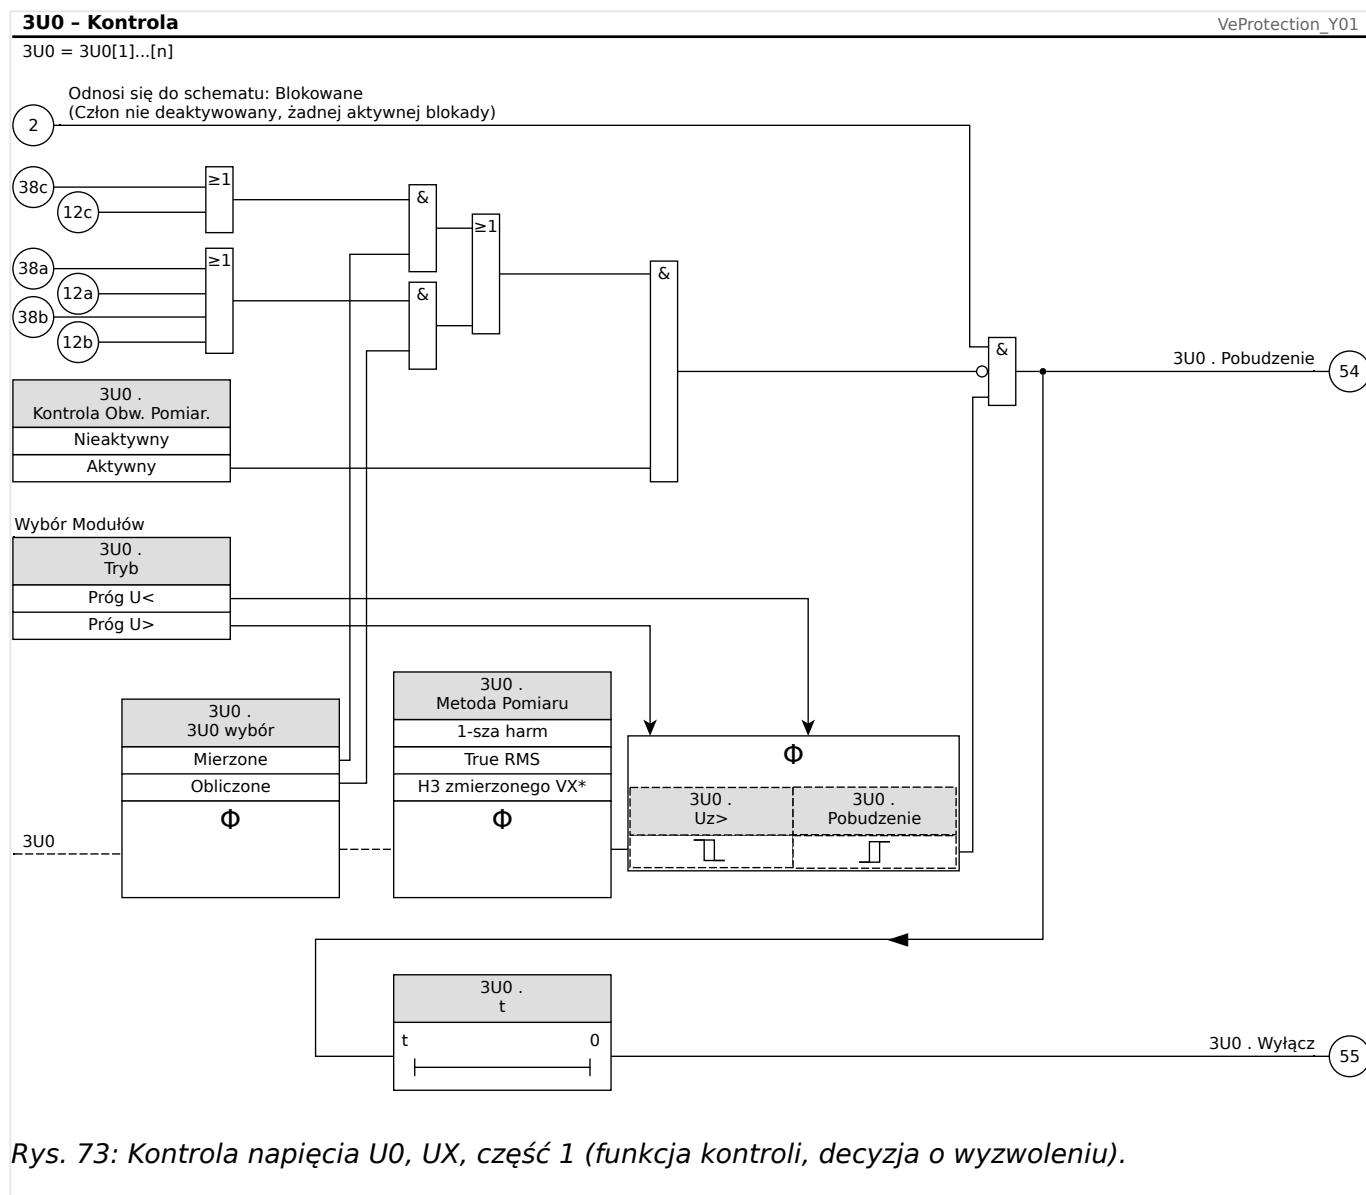 3U0 – Kontrola
VeProtection_Y01
3U0 = 3U0[1]...[n]
Odnosi się do schematu: Blokowane
(Człon nie deaktywowany, żadnej aktywnej blokady)
2
38c
12c
≥1
&
≥1
38a
12a
38b
12b
≥1
&
&
&
3U0 . Pobudzenie
54
3U0 .
Kontrola Obw. Pomiar.
Nieaktywny
Aktywny
Wybór Modułów
3U0 .
Tryb
Próg U<
Próg U>
3U0 .
3U0 wybór
Mierzone
Obliczone
Φ
3U0
3U0 .
Metoda Pomiaru
1-sza harm
True RMS
H3 zmierzonego VX*
Φ
Φ
3U0 .
Uz>
3U0 .
Pobudzenie
3U0 .
t
t
0
3U0 . Wyłącz
55
Rys. 73: Kontrola napięcia U0, UX, część 1 (funkcja kontroli, decyzja o wyzwoleniu).